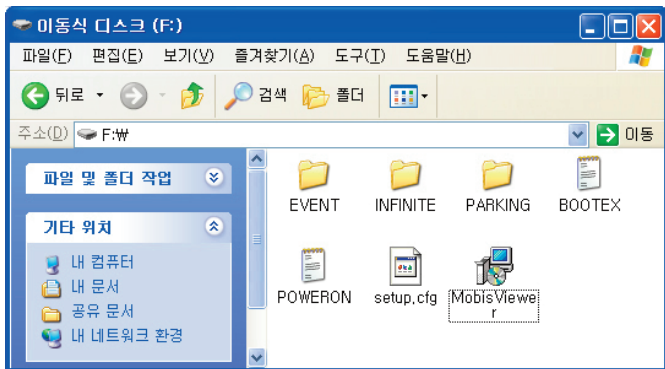 이동식 디스크 (F:)
파일(F) 편집(E) 보기(V) 즐겨찾기(A) 도구(T) 도움말(H)
뒤로 검색 폴더
주소(D) F:₩ 이동
파일 및 폴더 작업
기타 위치
내 컴퓨터
내 문서
공유 문서
내 네트워크 환경
EVENT INFINITE PARKING BOOTEX
POWERON setup,cfg MobisViewe
r